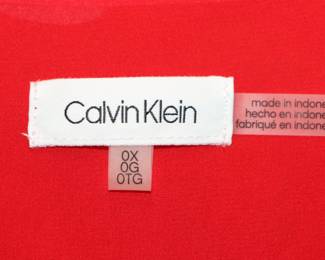 Calvin Klein
made in indone
hecho en indone
fabriqué en indone
0X
0G
0TG